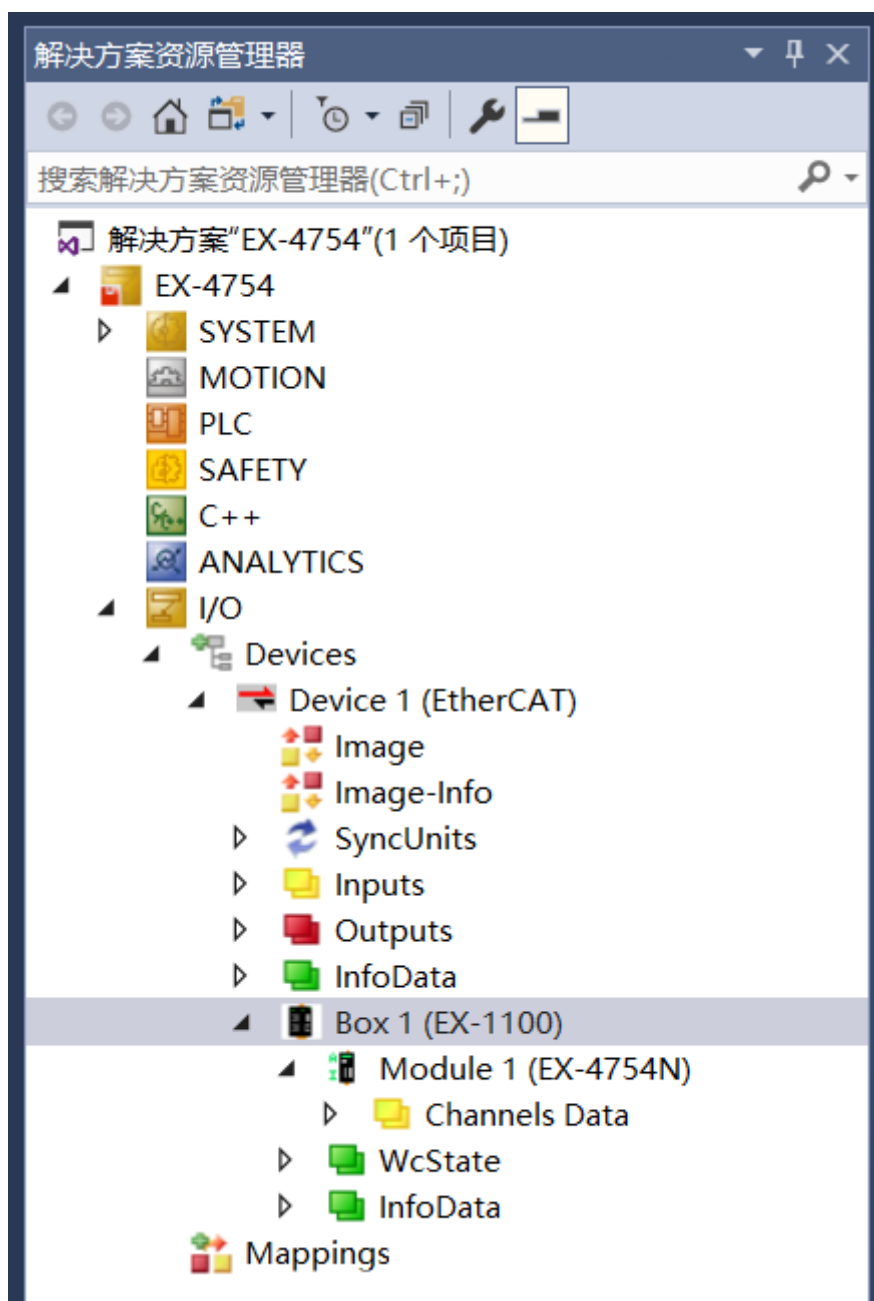 解决方案资源管理器
搜索解决方案资源管理器(Ctrl+;)
解决方案"EX-4754"(1 个项目)
EX-4754
SYSTEM
MOTION
PLC
SAFETY
C++
ANALYTICS
I/O
Devices
Device 1 (EtherCAT)
Image
Image-Info
SyncUnits
Inputs
Outputs
InfoData
Box 1 (EX-1100)
Module 1 (EX-4754N)
Channels Data
WcState
InfoData
Mappings